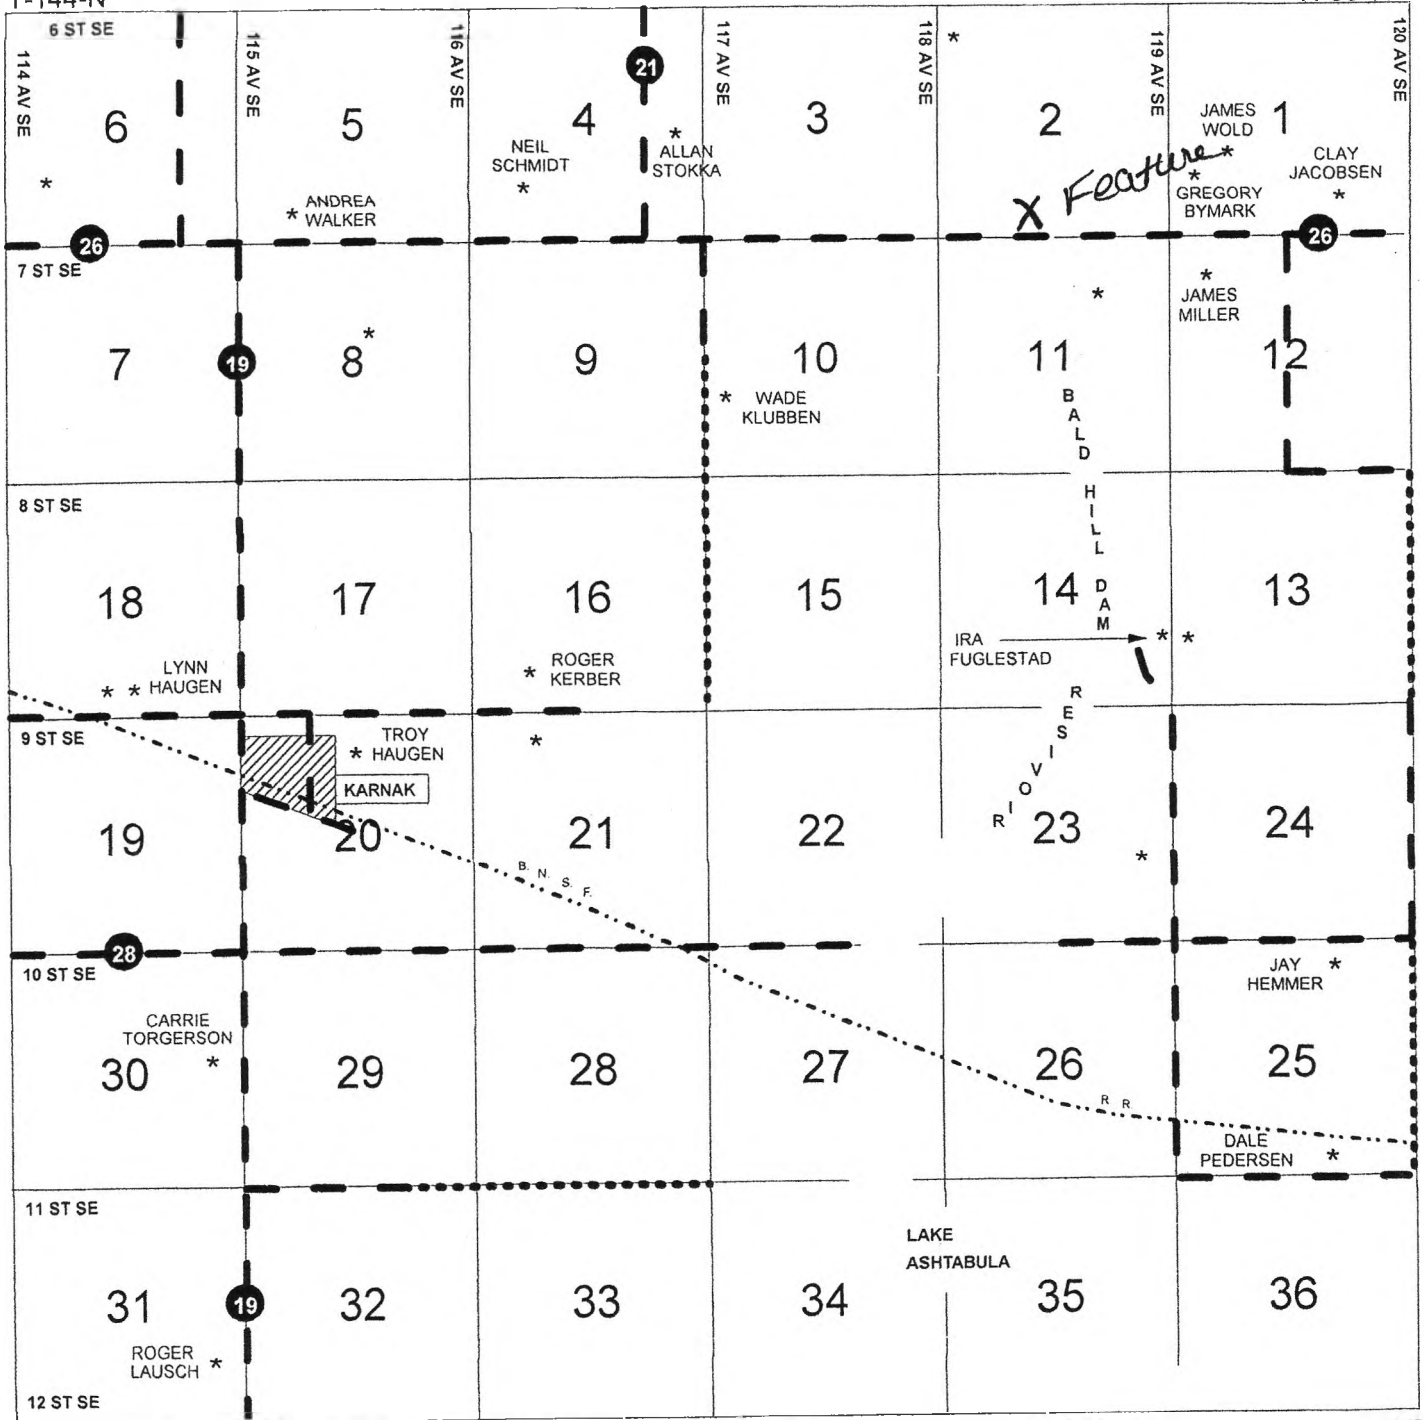 T-144-N
6 ST SE
114 AV SE
115 AV SE
116 AV SE
117 AV SE
118 AV SE
119 AV SE
120 AV SE
21
6
5
4
3
2
1
*
NEIL
SCHMIDT
*
* ALLAN
STOKKA
JAMES
WOLD
*
CLAY
JACOBSEN
*
*
* ANDREA
WALKER
X Feature
*
GREGORY
BYMARK
26
26
7 ST SE
*
* JAMES
MILLER
7
19
8
*
9
10
11
12
* WADE
KLUBBEN
BALD HILL DAM
8 ST SE
18
17
16
15
14
13
IRA
FUGLESTAD
* *
* * LYNN
HAUGEN
* ROGER
KERBER
RESIVOIR
9 ST SE
* TROY
HAUGEN
*
KARNAK
19
20
21
22
23
24
*
B. N. S. F.
28
10 ST SE
JAY
HEMMER *
CARRIE
TORGERSON
*
30
29
28
27
26
25
R R
DALE
PEDERSEN *
11 ST SE
LAKE
ASHTABULA
31
19
32
33
34
35
36
ROGER
LAUSCH *
12 ST SE